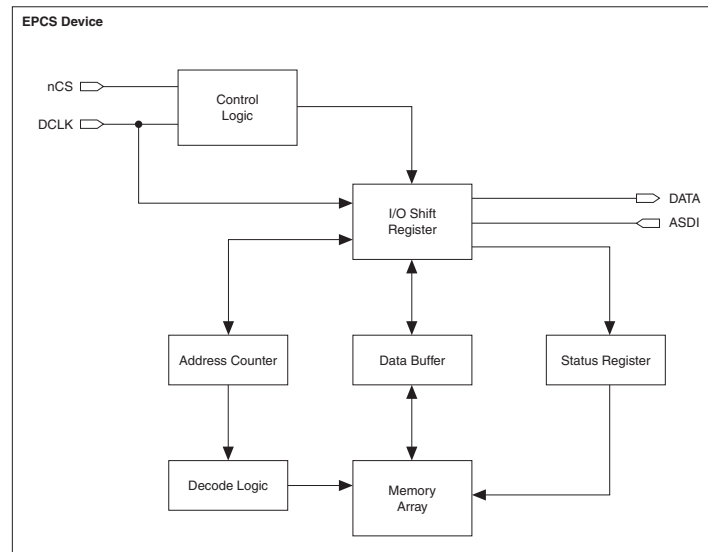 EPCS Device
nCS
Control
Logic
DCLK
DATA
I/O Shift
Register
ASDI
Address Counter
Data Buffer
Status Register
Decode Logic
Memory
Array